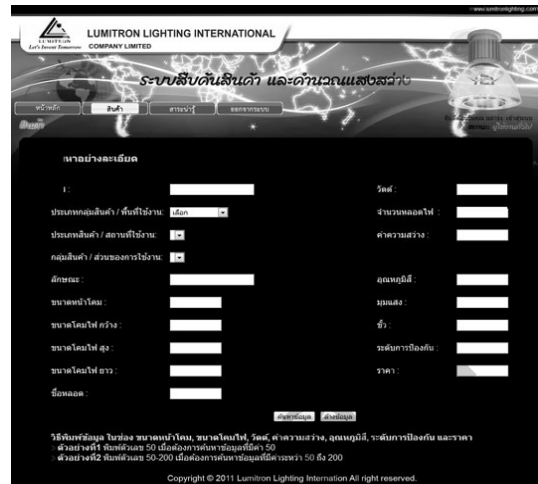 www.lumitronlighting.com
LUMITRON LIGHTING INTERNATIONAL
COMPANY LIMITED
LUMITRON
Let's Invent Tomorrow
ระบบสืบค้นสินค้า และคำนวณแสงสว่าง
หน้าหลัก สินค้า สาระน่ารู้ ออกจากระบบ
สินค้า
หาอย่างละเอียด
วัตต์ :
ประเภทกลุ่มสินค้า / พื้นที่ใช้งาน: เลือก จำนวนหลอดไฟ :
ประเภทสินค้า / สถานที่ใช้งาน: ค่าความสว่าง :
กลุ่มสินค้า / ส่วนของการใช้งาน:
ลักษณะ : อุณหภูมิสี :
ขนาดหน้าโคม : มุมแสง :
ขนาดโคมไฟ กว้าง : ขั้ว :
ขนาดโคมไฟ สูง : ระดับการป้องกัน :
ขนาดโคมไฟ ยาว : ราคา :
ชื่อหลอด :
ค้นหาข้อมูล ล้างข้อมูล
วิธีพิมพ์ข้อมูล ในช่อง ขนาดหน้าโคม, ขนาดโคมไฟ, วัตต์, ค่าความสว่าง, อุณหภูมิสี, ระดับการป้องกัน และราคา
ตัวอย่างที่1 พิมพ์ตัวเลข 50 เมื่อต้องการค้นหาข้อมูลที่มีค่า 50
ตัวอย่างที่2 พิมพ์ตัวเลข 50-200 เมื่อต้องการค้นหาข้อมูลที่มีค่าระหว่าง 50 ถึง 200
Copyright © 2011 Lumitron Lighting Internation All right reserved.